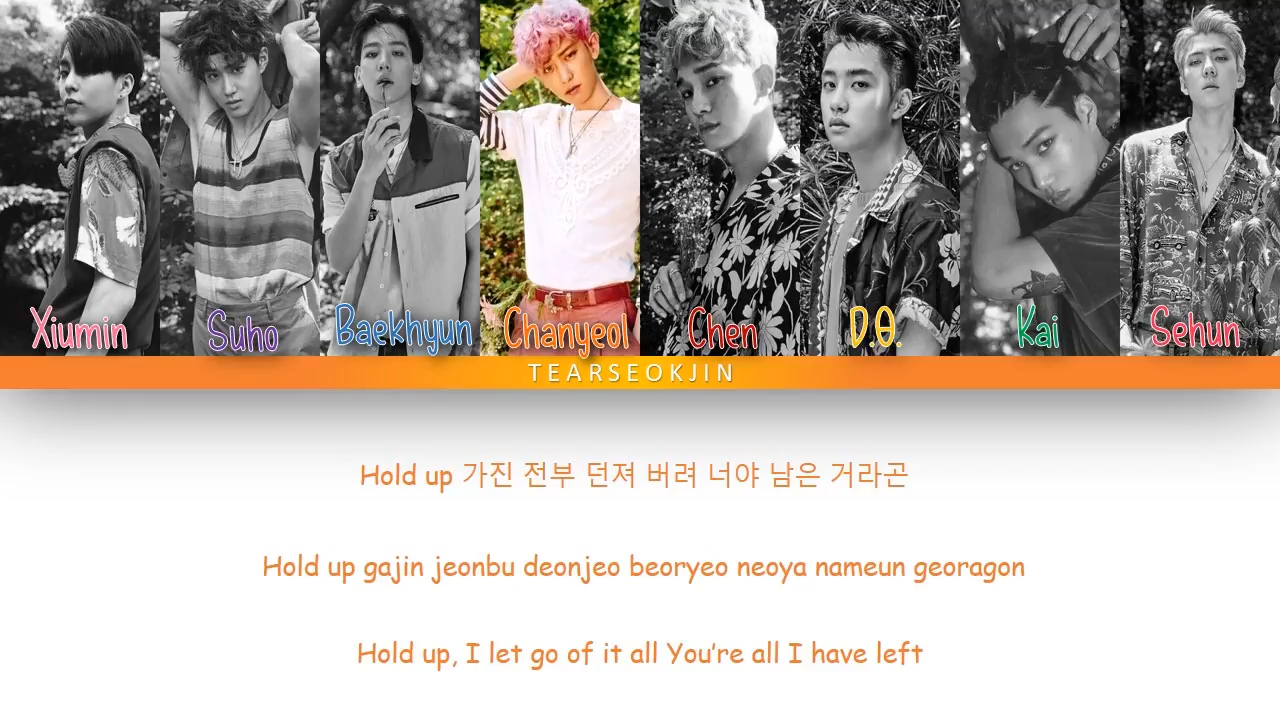 Xiumin Suho Baekhyun Chanyeol Chen D.O. Kai Sehun
TEARSEOKJIN
Hold up 가진 전부 던져 버려 너야 남은 거라곤
Hold up gajin jeonbu deonjeo beoryeo neoya nameun georagon
Hold up, I let go of it all You're all I have left